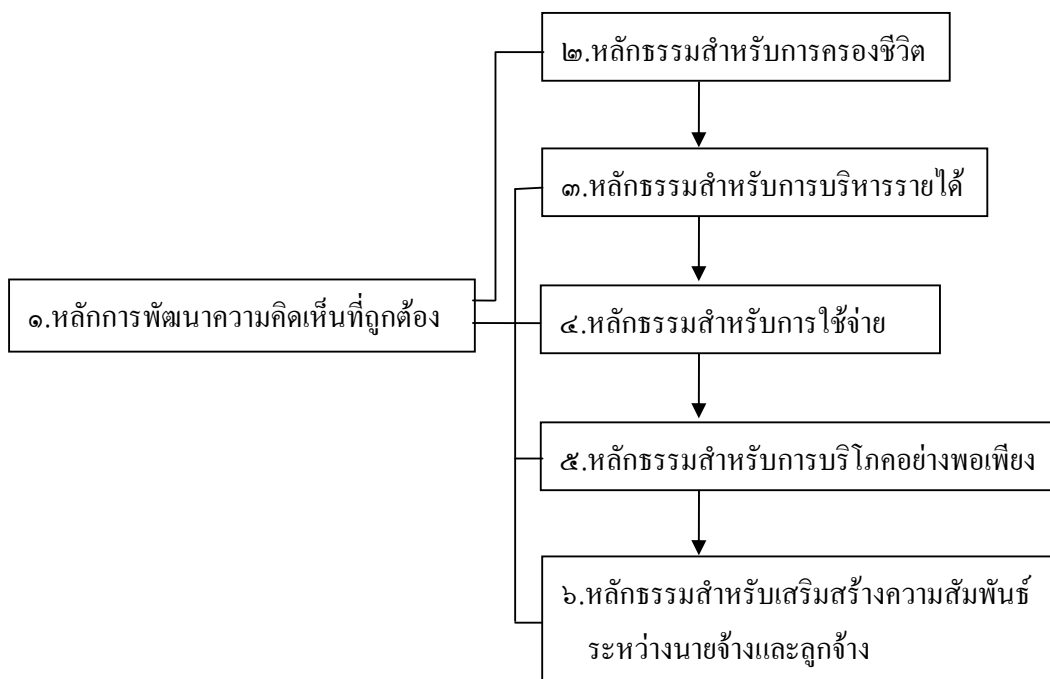 ๒.หลักธรรมสำหรับการครองชีวิต
๓.หลักธรรมสำหรับการบริหารรายได้
๑.หลักการพัฒนาความคิดเห็นที่ถูกต้อง
๔.หลักธรรมสำหรับการใช้จ่าย
๕.หลักธรรมสำหรับการบริโภคอย่างพอเพียง
๖.หลักธรรมสำหรับเสริมสร้างความสัมพันธ์
ระหว่างนายจ้างและลูกจ้าง